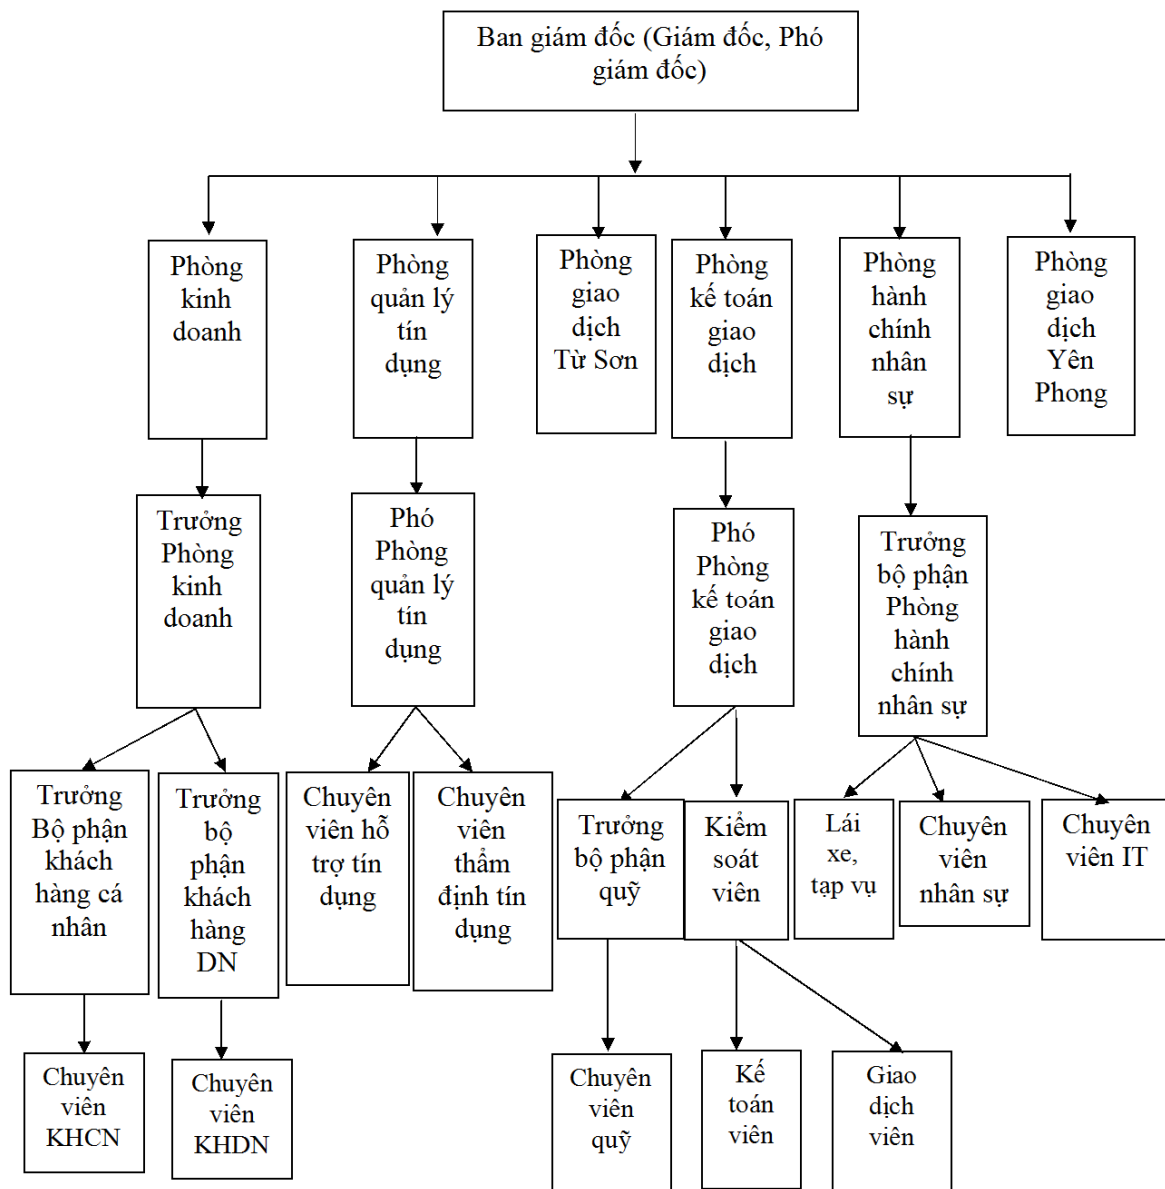 Ban giám đốc (Giám đốc, Phó
giám đốc)
Phòng
kinh
doanh
Phòng
quản lý
tín
dụng
Phòng
giao
dịch
Từ Sơn
Phòng
kế toán
giao
dịch
Phòng
hành
chính
nhân
sự
Phòng
giao
dịch
Yên
Phong
Trưởng
Phòng
kinh
doanh
Phó
Phòng
quản lý
tín
dụng
Phó
Phòng
kế toán
giao
dịch
Trưởng
bộ phận
Phòng
hành
chính
nhân sự
Trưởng
Bộ phận
khách
hàng cá
nhân
Trưởng
bộ
phận
khách
hàng
DN
Chuyên
viên hỗ
trợ tín
dụng
Chuyên
viên
thẩm
định tín
dụng
Trưởng
bộ phận
quỹ
Kiểm
soát
viên
Lái
xe,
tạp vụ
Chuyên
viên
nhân sự
Chuyên
viên IT
Chuyên
viên
KHCN
Chuyên
viên
KHDN
Chuyên
viên
quỹ
Kế
toán
viên
Giao
dịch
viên